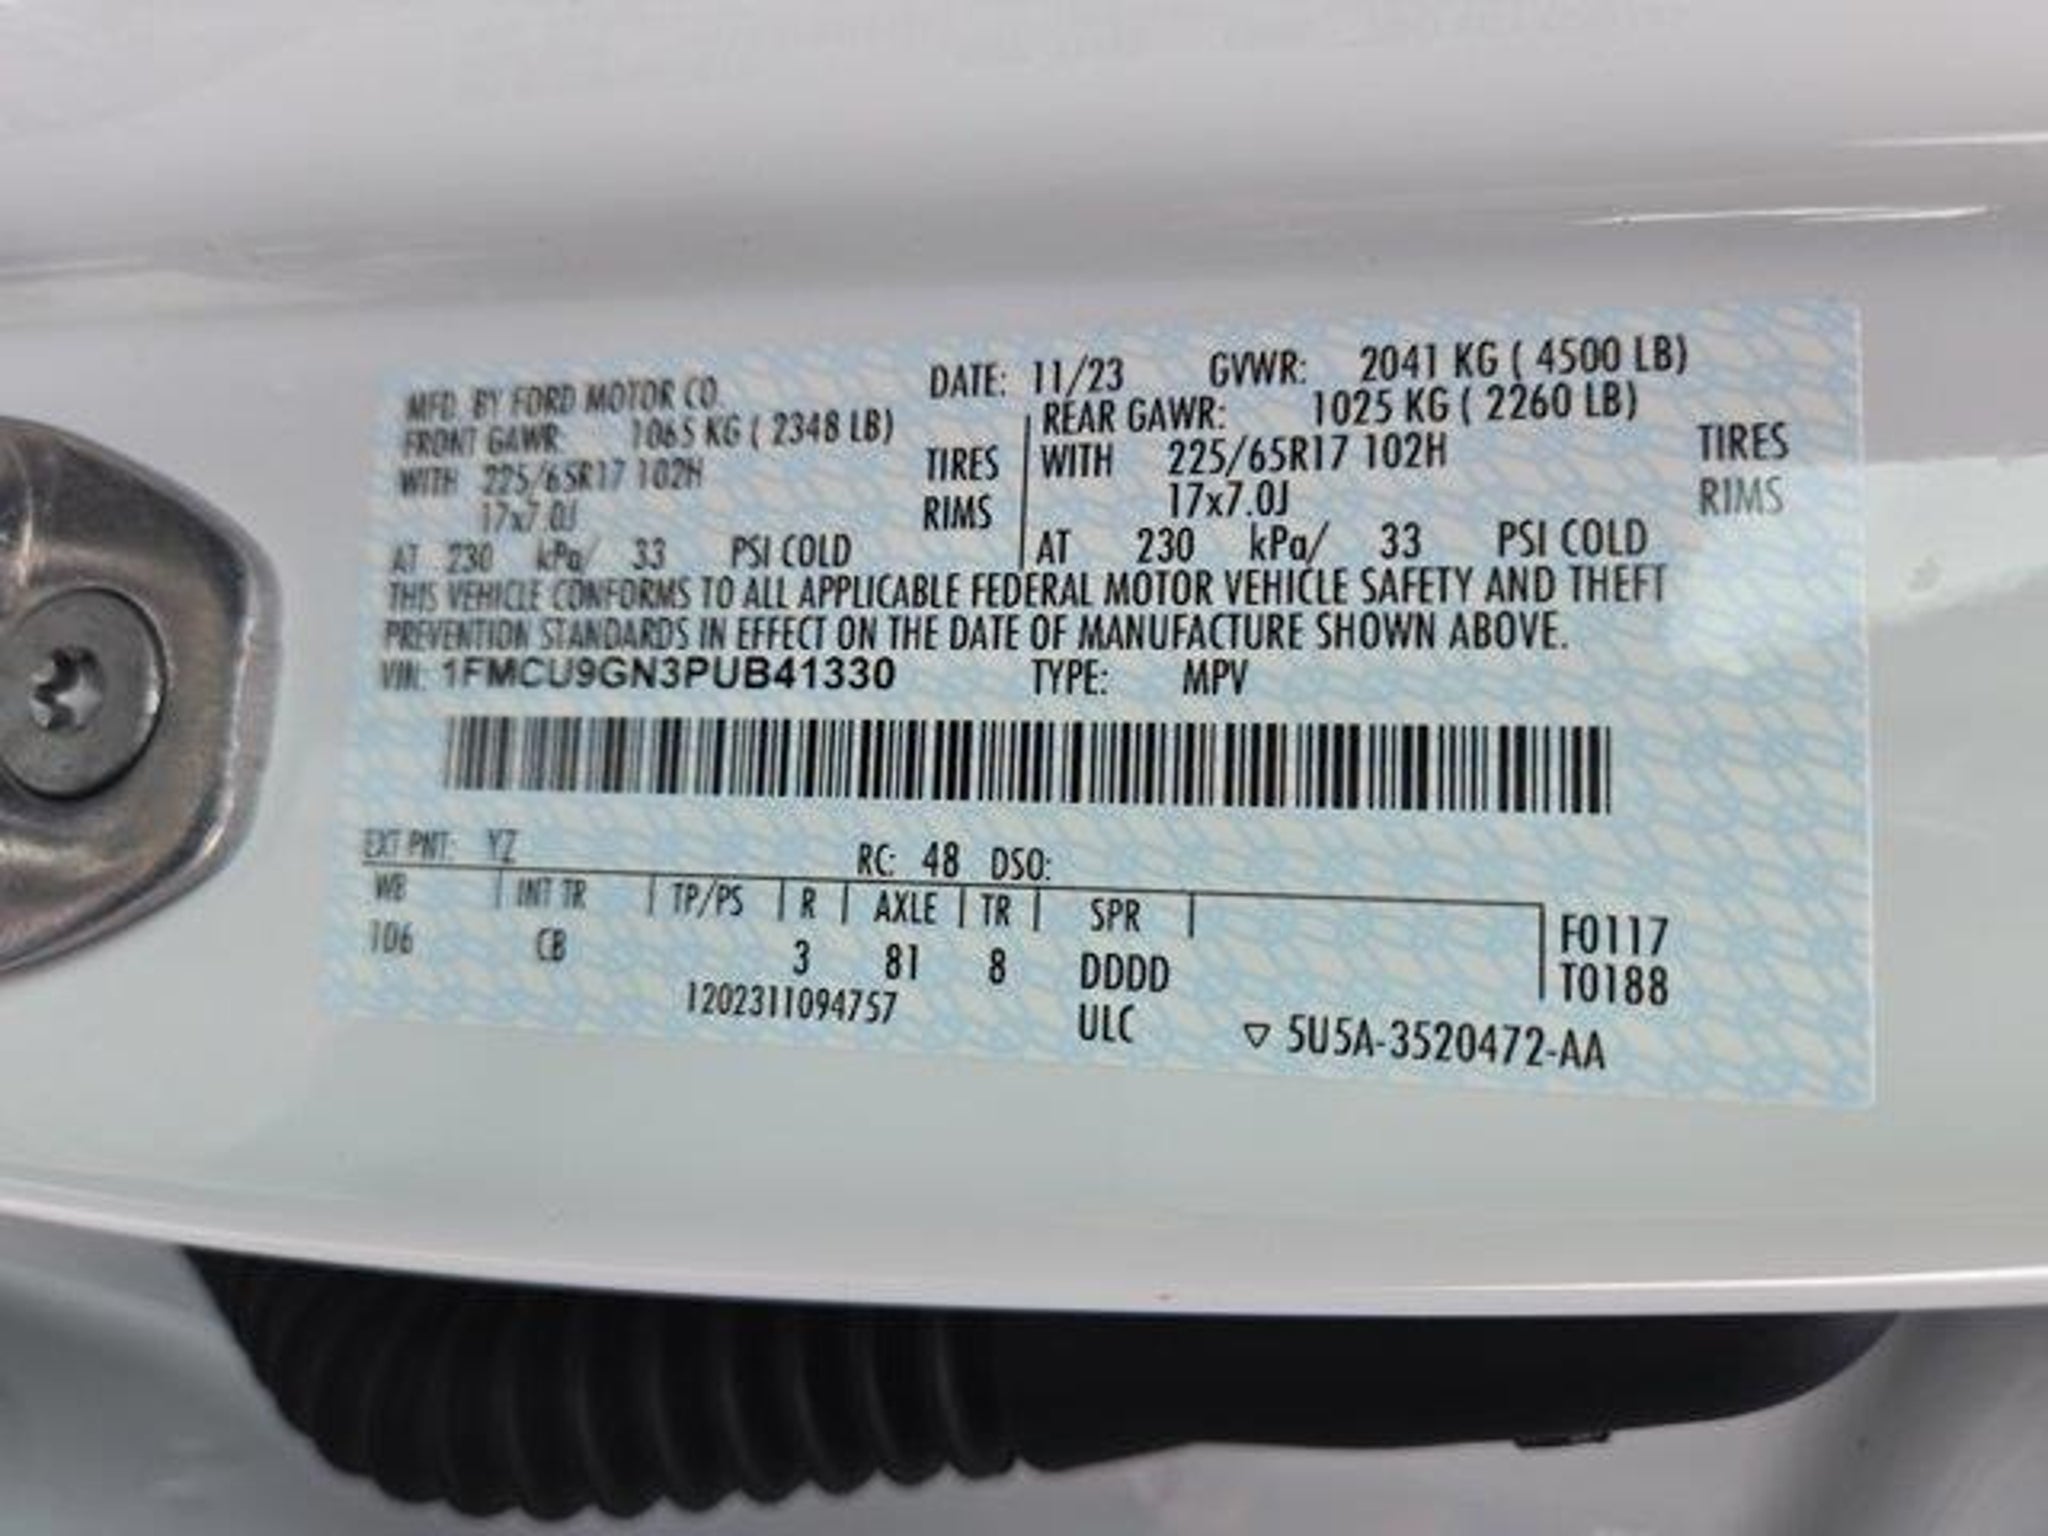 MFD. BY FORD MOTOR CO. DATE: 11/23 GVWR: 2041 KG ( 4500 LB)
FRONT GAWR: 1065 KG ( 2348 LB) REAR GAWR: 1025 KG ( 2260 LB)
WITH 225/65R17 102H TIRES WITH 225/65R17 102H TIRES
17x7.0J RIMS 17x7.0J RIMS
AT 230 kPa/ 33 PSI COLD AT 230 kPa/ 33 PSI COLD
THIS VEHICLE CONFORMS TO ALL APPLICABLE FEDERAL MOTOR VEHICLE SAFETY AND THEFT
PREVENTION STANDARDS IN EFFECT ON THE DATE OF MANUFACTURE SHOWN ABOVE.
VIN: 1FMCU9GN3PUB41330 TYPE: MPV
EXT PNT: YZ RC: 48 DSO:
WB INT TR TP/PS R AXLE TR SPR F0117
106 CB 3 81 8 DDDD T0188
1202311094757 ULC ▽ 5U5A-3520472-AA